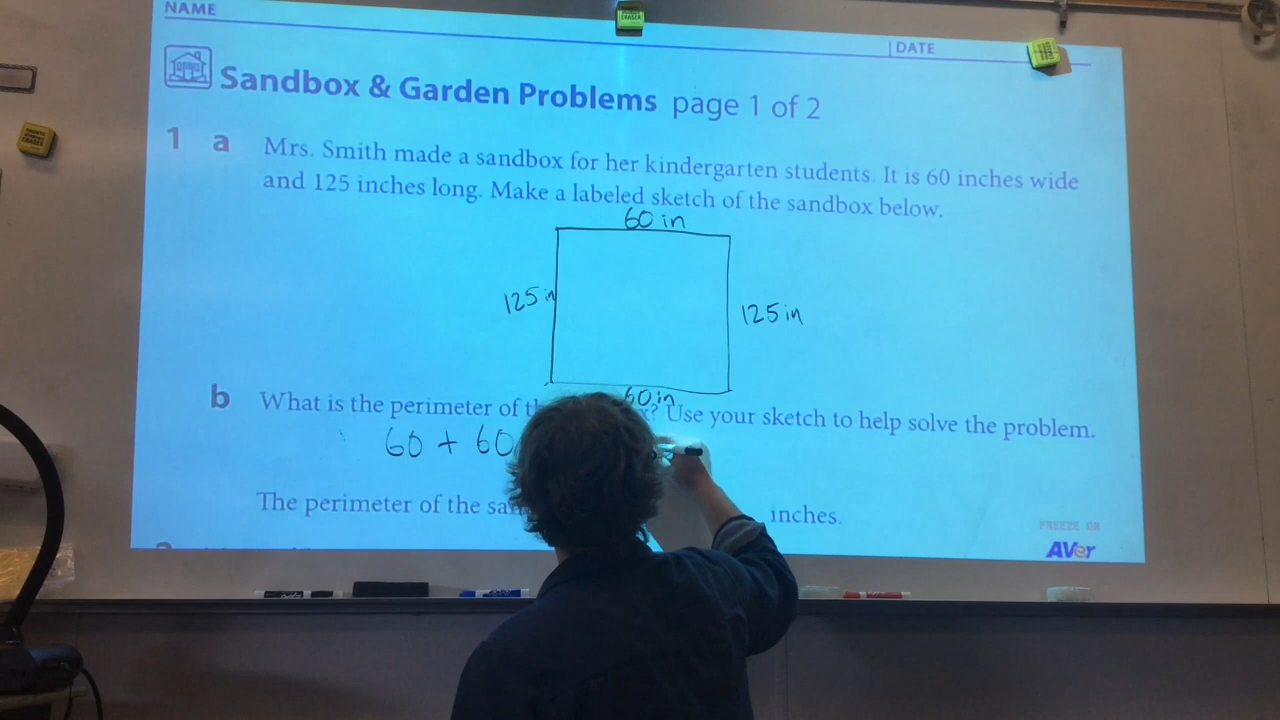 NAME
DATE
Sandbox & Garden Problems page 1 of 2
1 a Mrs. Smith made a sandbox for her kindergarten students. It is 60 inches wide
and 125 inches long. Make a labeled sketch of the sandbox below.
60 in
125 in
125 in
60 in
b What is the perimeter of x? Use your sketch to help solve the problem.
60 + 60
The perimeter of the inches.
FREEZE ON
AVer